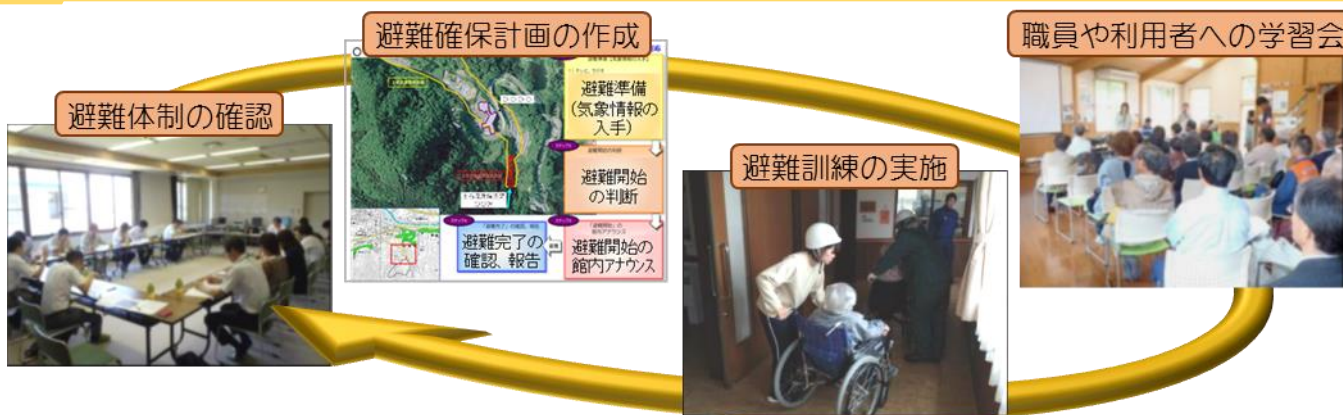 避難確保計画の作成
職員や利用者への学習会
避難体制の確認
避難準備
(気象情報の
入手)
避難開始
の判断
避難開始の
館内アナウンス
避難完了の
確認、報告
避難訓練の実施